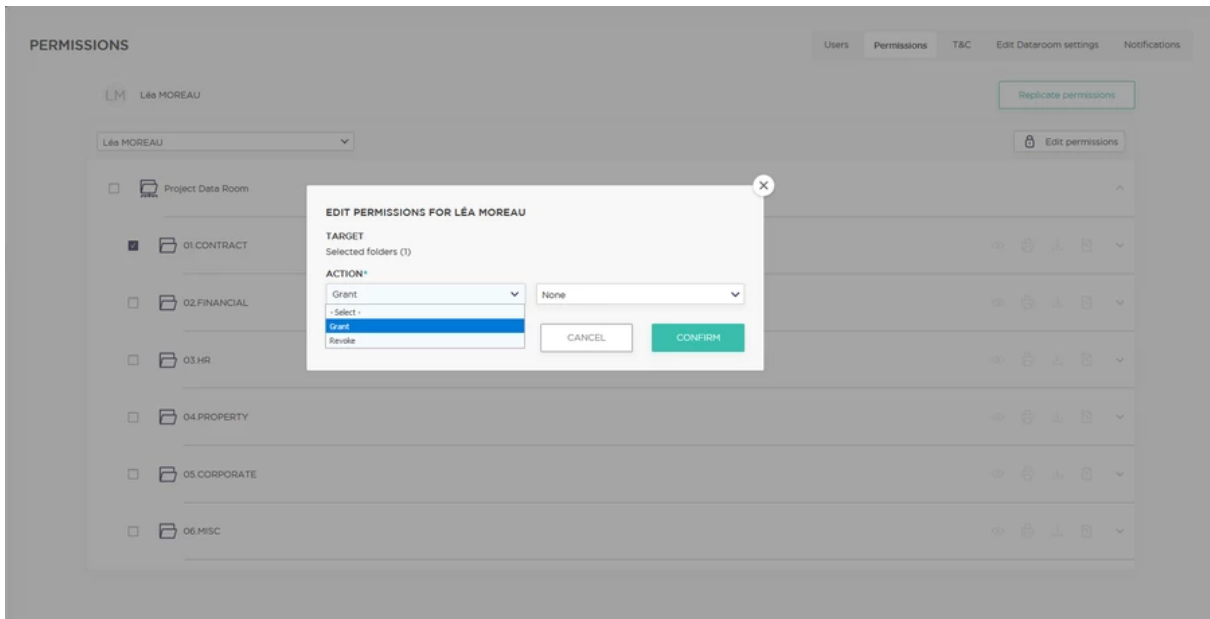 PERMISSIONS
Users Permissions T&C Edit Dataroom settings Notifications
LM Léa MOREAU
Replicate permissions
Léa MOREAU
Edit permissions
Project Data Room
EDIT PERMISSIONS FOR LÉA MOREAU
TARGET
Selected folders (1)
ACTION*
Grant
None
- Select -
Grant
Revoke
CANCEL
CONFIRM
01.CONTRACT
02.FINANCIAL
03.HR
04.PROPERTY
05.CORPORATE
06.MISC